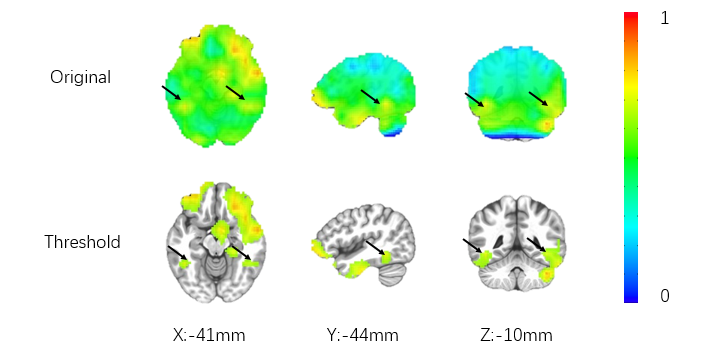 1
Original
Threshold
0
X:-41mm Y:-44mm Z:-10mm